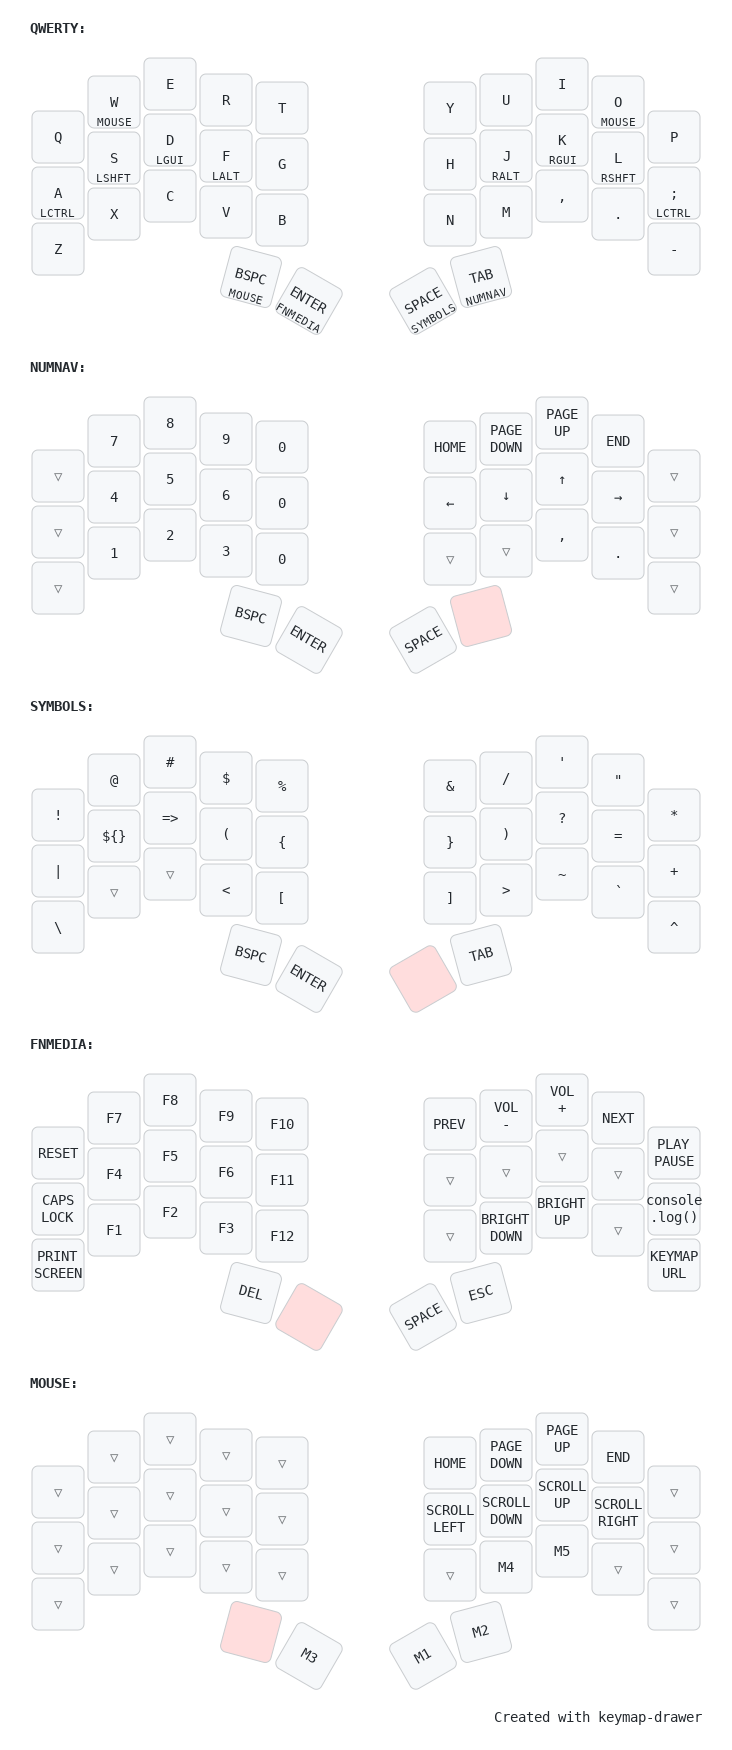 QWERTY:
Q W MOUSE E R T Y U I O MOUSE P
A LCTRL S LSHFT D LGUI F LALT G H J RALT K RGUI L RSHFT ; LCTRL
Z X C V B N M , . -
BSPC MOUSE ENTER FNMEDIA SPACE SYMBOLS TAB NUMNAV
NUMNAV:
▽ 7 8 9 0 HOME PAGE DOWN PAGE UP END ▽
▽ 4 5 6 0 ← ↓ ↑ → ▽
▽ 1 2 3 0 ▽ ▽ , . ▽
BSPC ENTER SPACE
SYMBOLS:
! @ # $ % & / ' " *
| ${} => ( { } ) ? = +
\ ▽ ▽ < [ ] > ~ ` ^
BSPC ENTER TAB
FNMEDIA:
RESET F7 F8 F9 F10 PREV VOL - VOL + NEXT PLAY PAUSE
CAPS LOCK F4 F5 F6 F11 ▽ ▽ ▽ ▽ console .log()
PRINT SCREEN F1 F2 F3 F12 ▽ BRIGHT DOWN BRIGHT UP ▽ KEYMAP URL
DEL SPACE ESC
MOUSE:
▽ ▽ ▽ ▽ ▽ HOME PAGE DOWN PAGE UP END ▽
▽ ▽ ▽ ▽ ▽ SCROLL LEFT SCROLL DOWN SCROLL UP SCROLL RIGHT ▽
▽ ▽ ▽ ▽ ▽ ▽ M4 M5 ▽ ▽
M3 M1 M2
Created with keymap-drawer